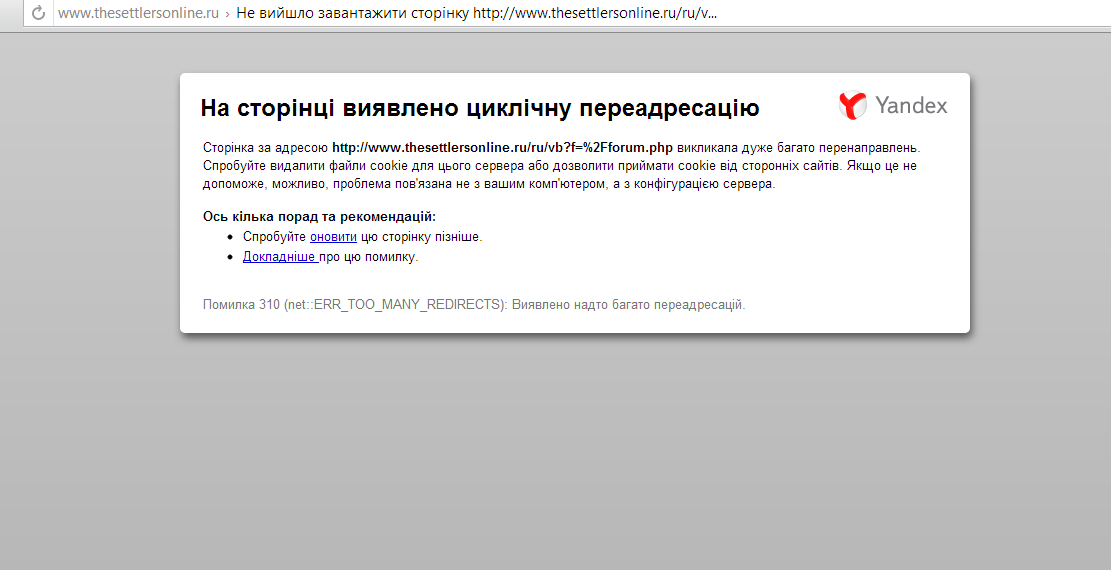 www.thesettlersonline.ru › Не вийшло завантажити сторінку http://www.thesettlersonline.ru/ru/v...
На сторінці виявлено циклічну переадресацію
Yandex
Сторінка за адресою http://www.thesettlersonline.ru/ru/vb?f=%2Fforum.php викликала дуже багато перенаправлень.
Спробуйте видалити файли cookie для цього сервера або дозволити приймати cookie від сторонніх сайтів. Якщо це не
допоможе, можливо, проблема пов'язана не з вашим комп'ютером, а з конфігурацією сервера.
Ось кілька порад та рекомендацій:
• Спробуйте оновити цю сторінку пізніше.
• Докладніше про цю помилку.
Помилка 310 (net::ERR_TOO_MANY_REDIRECTS): Виявлено надто багато переадресацій.